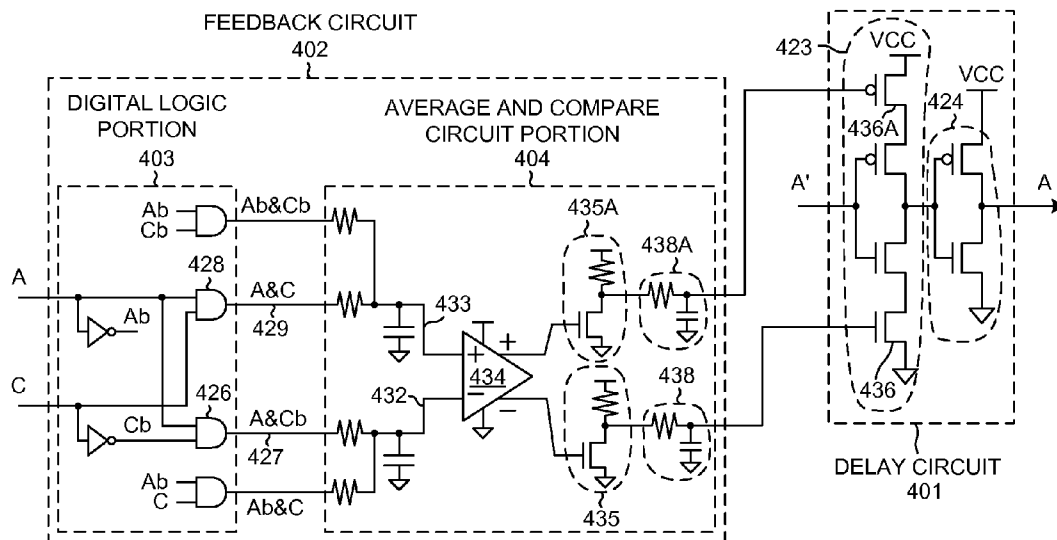 FEEDBACK CIRCUIT
402
DIGITAL LOGIC
PORTION
403
AVERAGE AND COMPARE
CIRCUIT PORTION
404
Ab
Cb
Ab&Cb
A
428
A&C
429
Ab
C
426
Cb
A&Cb
427
Ab
C
Ab&C
433
432
+
−
434
+
−
435A
438A
435
438
423
VCC
436A
424
VCC
A'
A
436
DELAY CIRCUIT
401